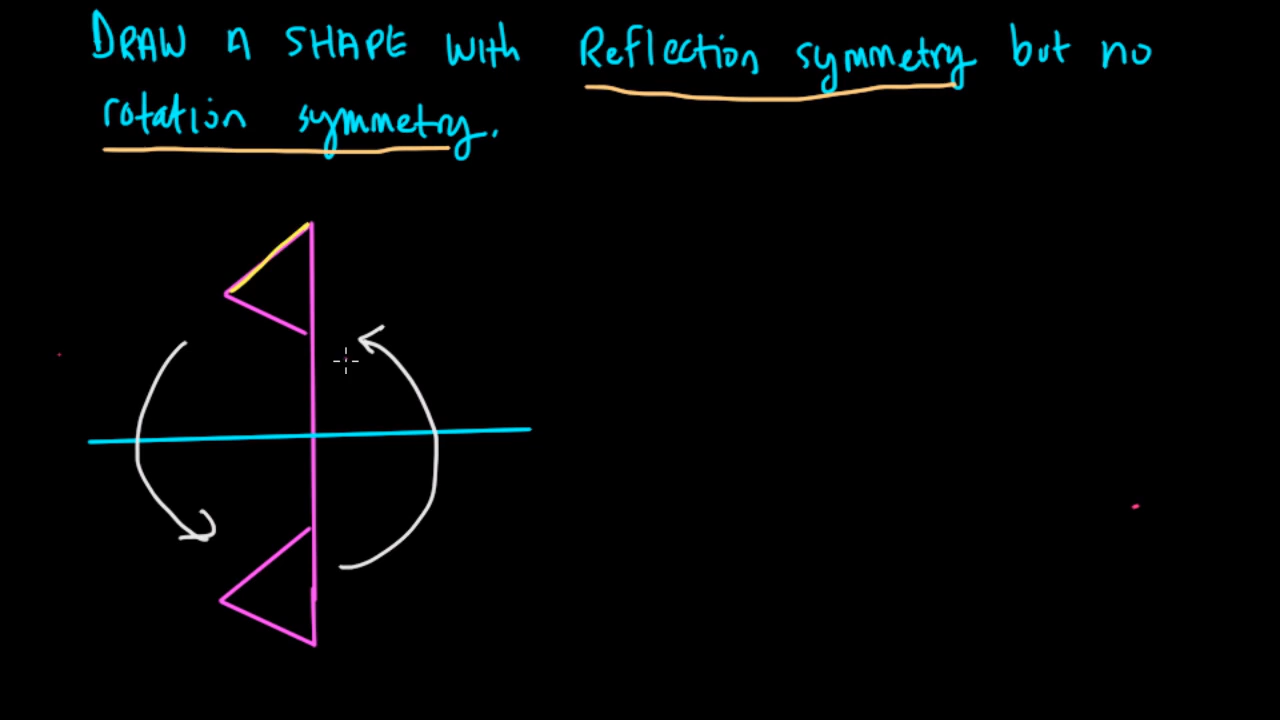 DRAW A SHAPE with Reflection symmetry but no
rotation symmetry.